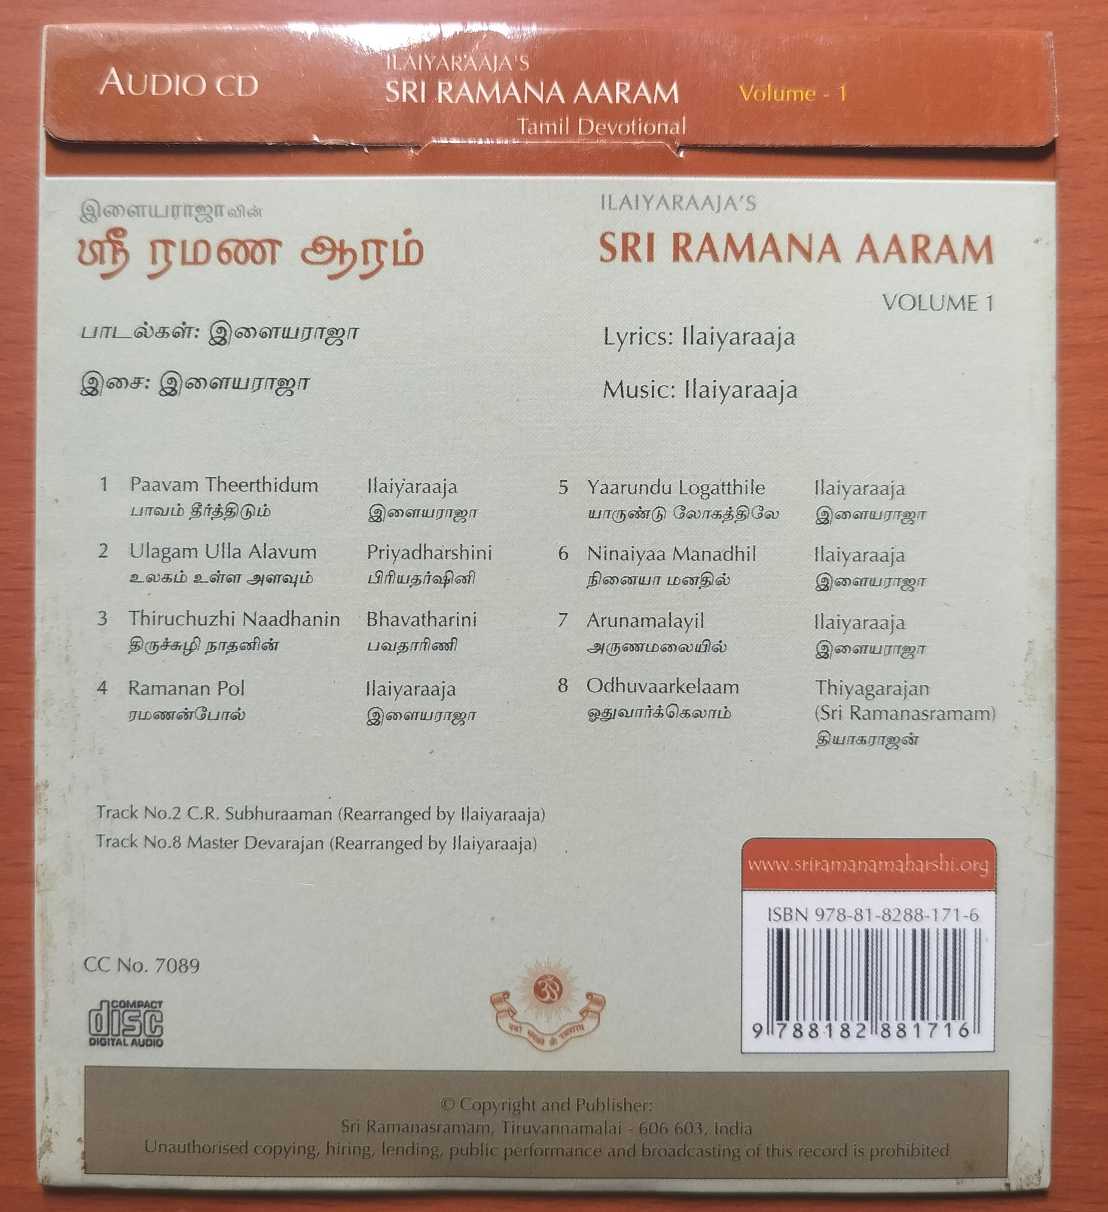 AUDIO CD
ILAIYARAAJA'S
SRI RAMANA AARAM
Volume - 1
Tamil Devotional
இளையராஜாவின்
ஸ்ரீ ரமண ஆரம்
பாடல்கள்: இளையராஜா
இசை: இளையராஜா
ILAIYARAAJA'S
SRI RAMANA AARAM
VOLUME 1
Lyrics: Ilaiyaraaja
Music: Ilaiyaraaja
1 Paavam Theerthidum Ilaiyaraaja
பாவம் தீர்த்திடும் இளையராஜா
2 Ulagam Ulla Alavum Priyadharshini
உலகம் உள்ள அளவும் பிரியதர்ஷினி
3 Thiruchuzhi Naadhanin Bhavatharini
திருச்சுழி நாதனின் பவதாரிணி
4 Ramanan Pol Ilaiyaraaja
ரமணன்போல் இளையராஜா
5 Yaarundu Logatthile Ilaiyaraaja
யாருண்டு லோகத்திலே இளையராஜா
6 Ninaiyaa Manadhil Ilaiyaraaja
நினையா மனதில் இளையராஜா
7 Arunamalayil Ilaiyaraaja
அருணமலையில் இளையராஜா
8 Odhuvaarkelaam Thiyagarajan
ஓதுவார்க்கெலாம் (Sri Ramanasramam)
தியாகராஜன்
Track No.2 C.R. Subhuraaman (Rearranged by Ilaiyaraaja)
Track No.8 Master Devarajan (Rearranged by Ilaiyaraaja)
www.sriramanamaharshi.org
ISBN 978-81-8288-171-6
9 788182 881716
CC No. 7089
COMPACT
disc
DIGITAL AUDIO
ॐ
© Copyright and Publisher:
Sri Ramanasramam, Tiruvannamalai - 606 603, India
Unauthorised copying, hiring, lending, public performance and broadcasting of this record is prohibited